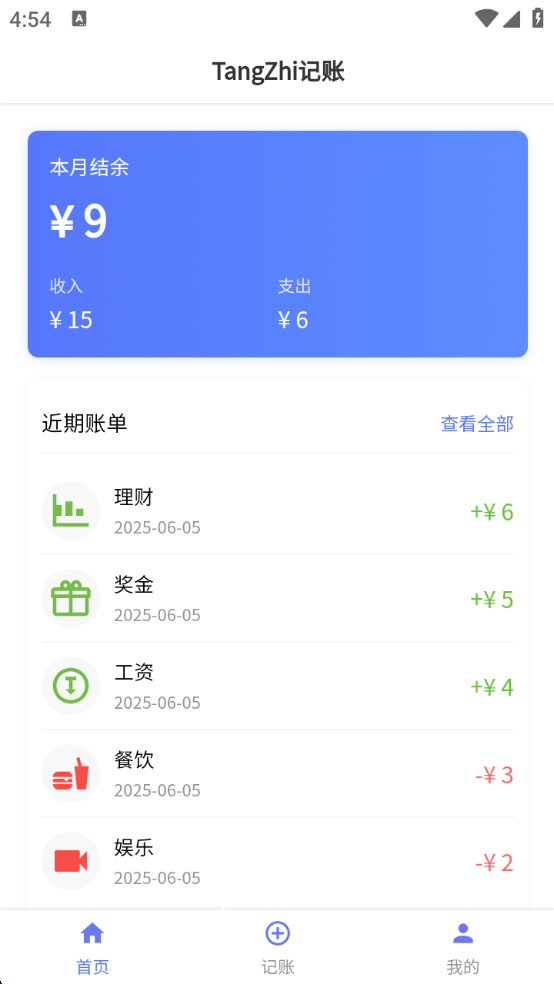 4:54
A
TangZhi记账
本月结余
¥ 9
收入
支出
¥ 15
¥ 6
近期账单
查看全部
理财
2025-06-05
+¥ 6
奖金
2025-06-05
+¥ 5
工资
2025-06-05
+¥ 4
餐饮
2025-06-05
-¥ 3
娱乐
2025-06-05
-¥ 2
首页
记账
我的